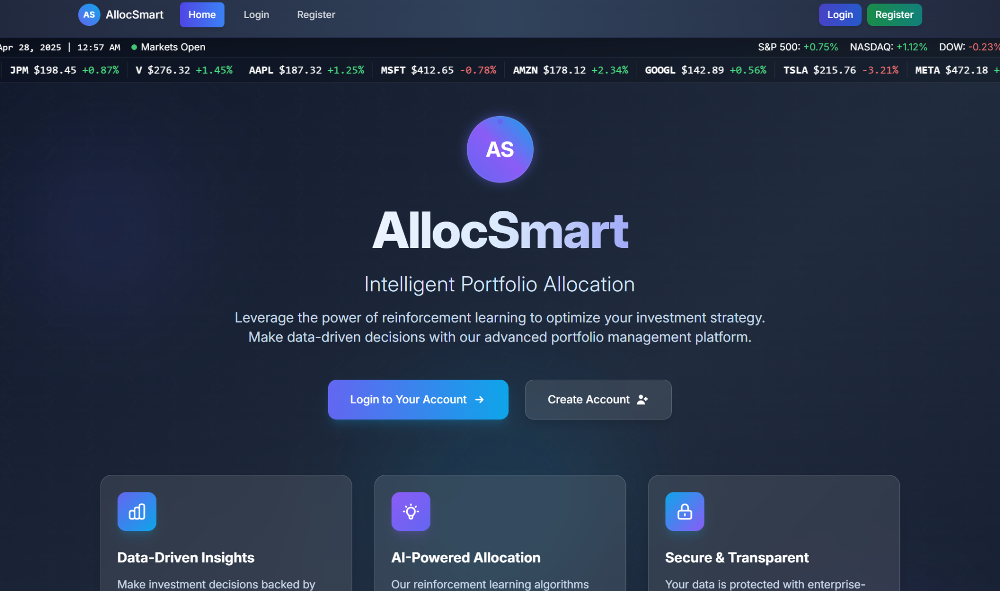 AS AllocSmart Home Login Register Login Register
Apr 28, 2025 | 12:57 AM Markets Open S&P 500: +0.75% NASDAQ: +1.12% DOW: -0.23%
JPM $198.45 +0.87% V $276.32 +1.45% AAPL $187.32 +1.25% MSFT $412.65 -0.78% AMZN $178.12 +2.34% GOOGL $142.89 +0.56% TSLA $215.76 -3.21% META $472.18 +
AS
AllocSmart
Intelligent Portfolio Allocation
Leverage the power of reinforcement learning to optimize your investment strategy.
Make data-driven decisions with our advanced portfolio management platform.
Login to Your Account → Create Account
Data-Driven Insights
Make investment decisions backed by
AI-Powered Allocation
Our reinforcement learning algorithms
Secure & Transparent
Your data is protected with enterprise-